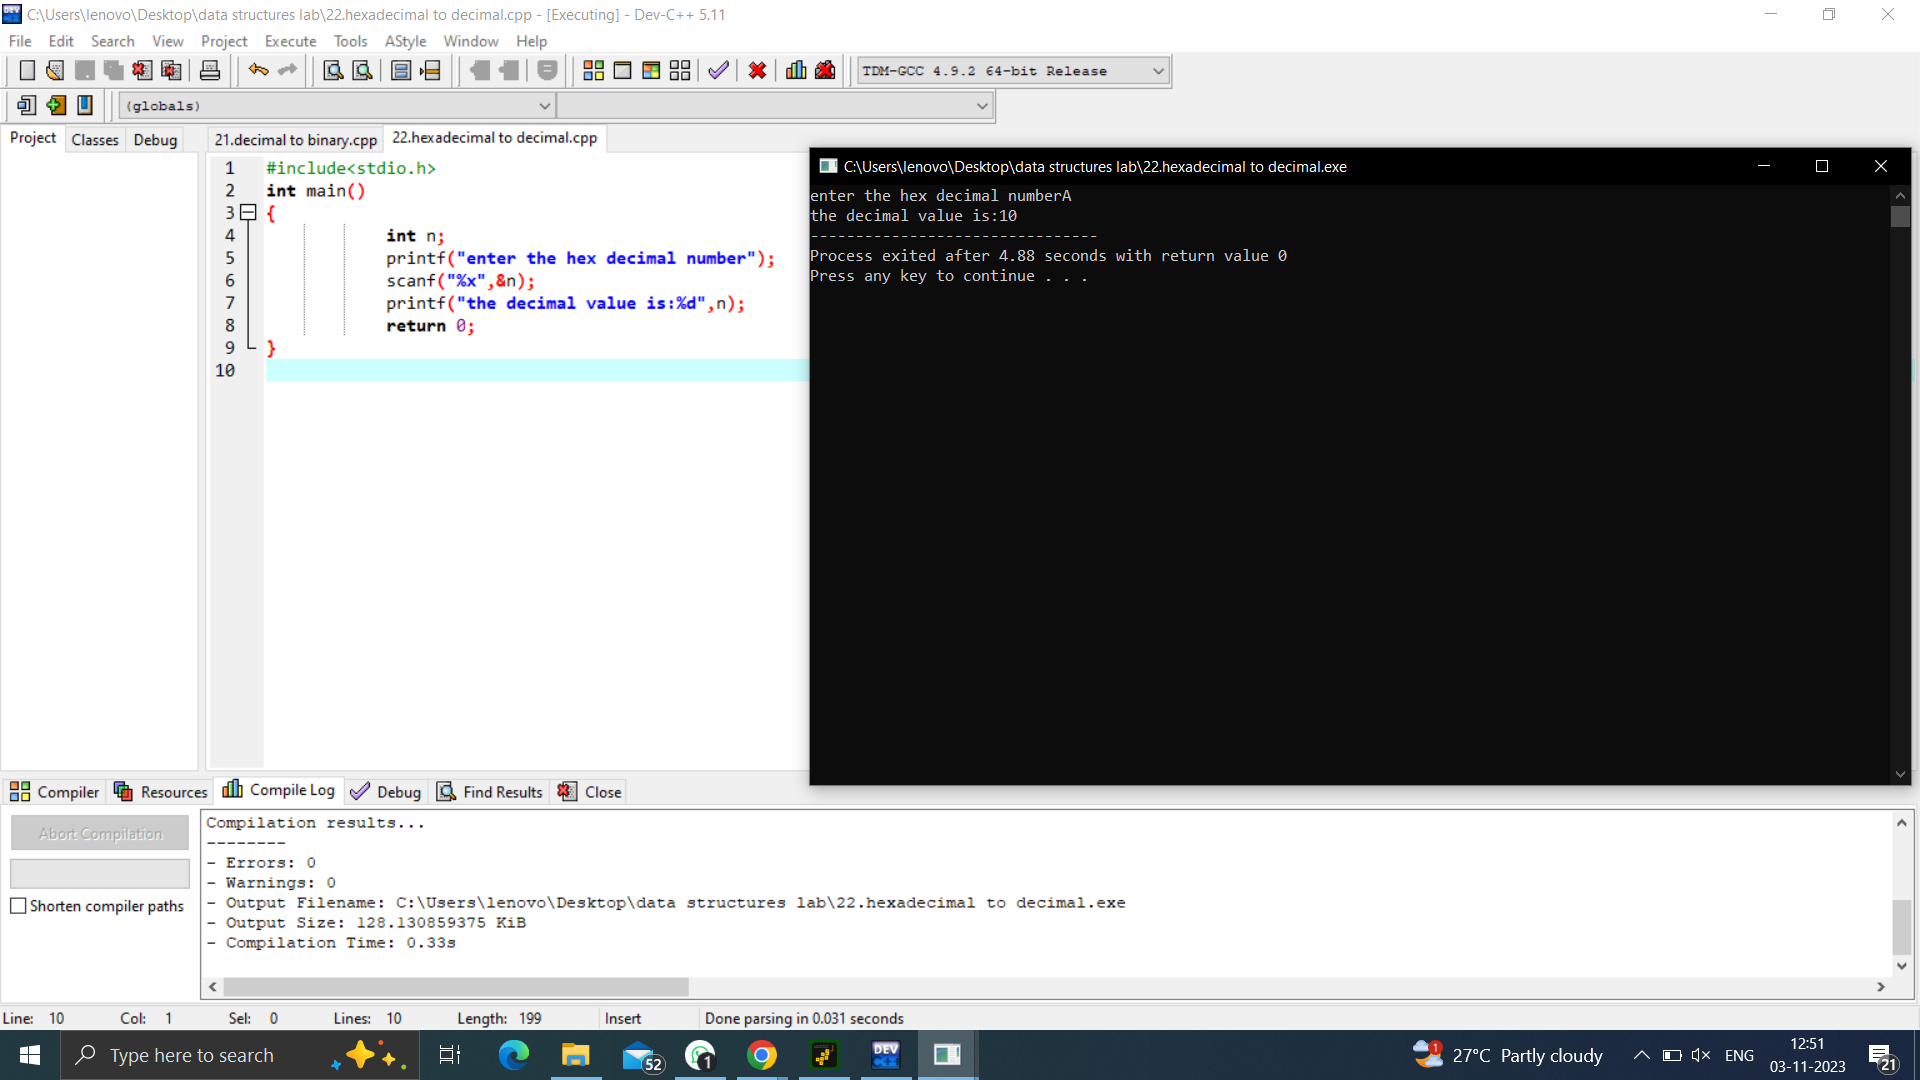 C:\Users\lenovo\Desktop\data structures lab\22.hexadecimal to decimal.cpp - [Executing] - Dev-C++ 5.11
File Edit Search View Project Execute Tools AStyle Window Help
TDM-GCC 4.9.2 64-bit Release
(globals)
Project Classes Debug
21.decimal to binary.cpp 22.hexadecimal to decimal.cpp
1 #include<stdio.h>
2 int main()
3 {
4 int n;
5 printf("enter the hex decimal number");
6 scanf("%x",&n);
7 printf("the decimal value is:%d",n);
8 return 0;
9 }
10
C:\Users\lenovo\Desktop\data structures lab\22.hexadecimal to decimal.exe
enter the hex decimal numberA
the decimal value is:10
--------------------------------
Process exited after 4.88 seconds with return value 0
Press any key to continue . . .
Compiler Resources Compile Log Debug Find Results Close
Abort Compilation
Shorten compiler paths
Compilation results...
--------
- Errors: 0
- Warnings: 0
- Output Filename: C:\Users\lenovo\Desktop\data structures lab\22.hexadecimal to decimal.exe
- Output Size: 128.130859375 KiB
- Compilation Time: 0.33s
Line: 10 Col: 1 Sel: 0 Lines: 10 Length: 199 Insert Done parsing in 0.031 seconds
Type here to search
52
1
DEV C++
1
27°C Partly cloudy
ENG
12:51
03-11-2023
21